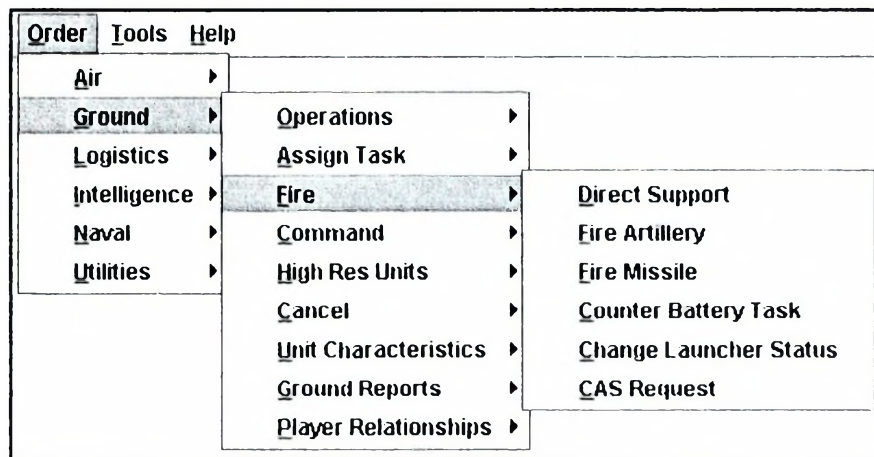 Order Tools Help
Air
Ground
Logistics
Intelligence
Naval
Utilities
Operations
Assign Task
Fire
Command
High Res Units
Cancel
Unit Characteristics
Ground Reports
Player Relationships
Direct Support
Fire Artillery
Fire Missile
Counter Battery Task
Change Launcher Status
CAS Request